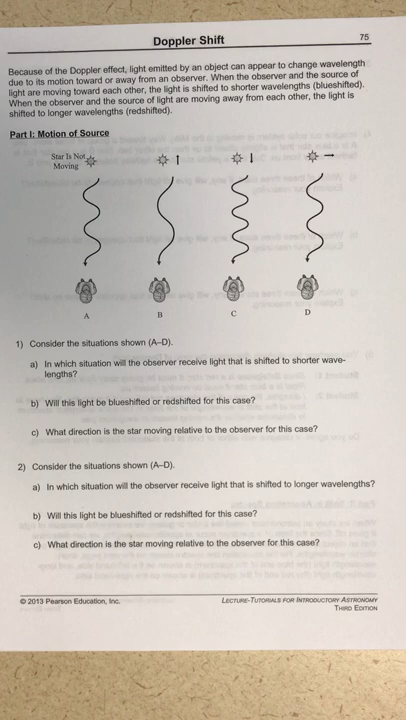 Doppler Shift
75
Because of the Doppler effect, light emitted by an object can appear to change wavelength
due to its motion toward or away from an observer. When the observer and the source of
light are moving toward each other, the light is shifted to shorter wavelengths (blueshifted).
When the observer and the source of light are moving away from each other, the light is
shifted to longer wavelengths (redshifted).
Part I: Motion of Source
Star Is Not
Moving
A B C D
1) Consider the situations shown (A–D).
a) In which situation will the observer receive light that is shifted to shorter wave-
lengths?
b) Will this light be blueshifted or redshifted for this case?
c) What direction is the star moving relative to the observer for this case?
2) Consider the situations shown (A–D).
a) In which situation will the observer receive light that is shifted to longer wavelengths?
b) Will this light be blueshifted or redshifted for this case?
c) What direction is the star moving relative to the observer for this case?
© 2013 Pearson Education, Inc.
LECTURE-TUTORIALS FOR INTRODUCTORY ASTRONOMY
THIRD EDITION